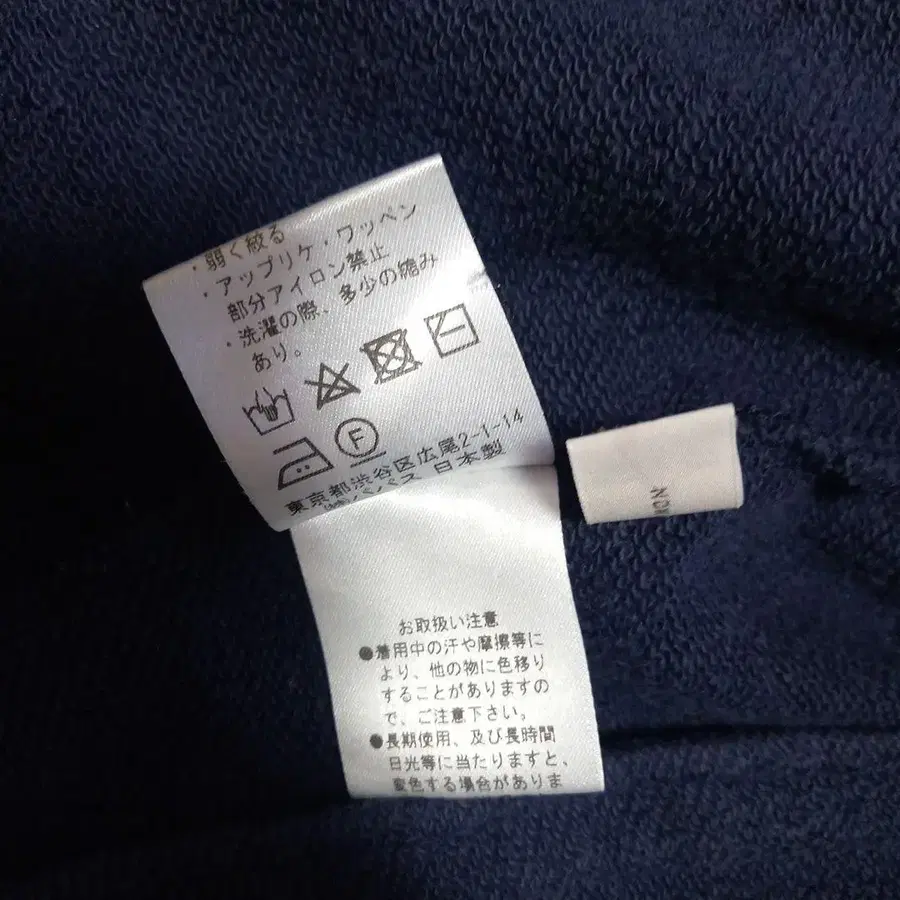 ・弱く絞る
・アップリケ・ワッペン
部分アイロン禁止
・洗濯の際、多少の縮み
あり。
F
東京都渋谷区広尾2-1-14
㈱パパス 日本製
お取扱い注意
●着用中の汗や摩擦等に
より、他の物に色移り
することがありますの
で、ご注意下さい。
●長期使用、及び長時間
日光等に当たりますと、
変色する場合がありま